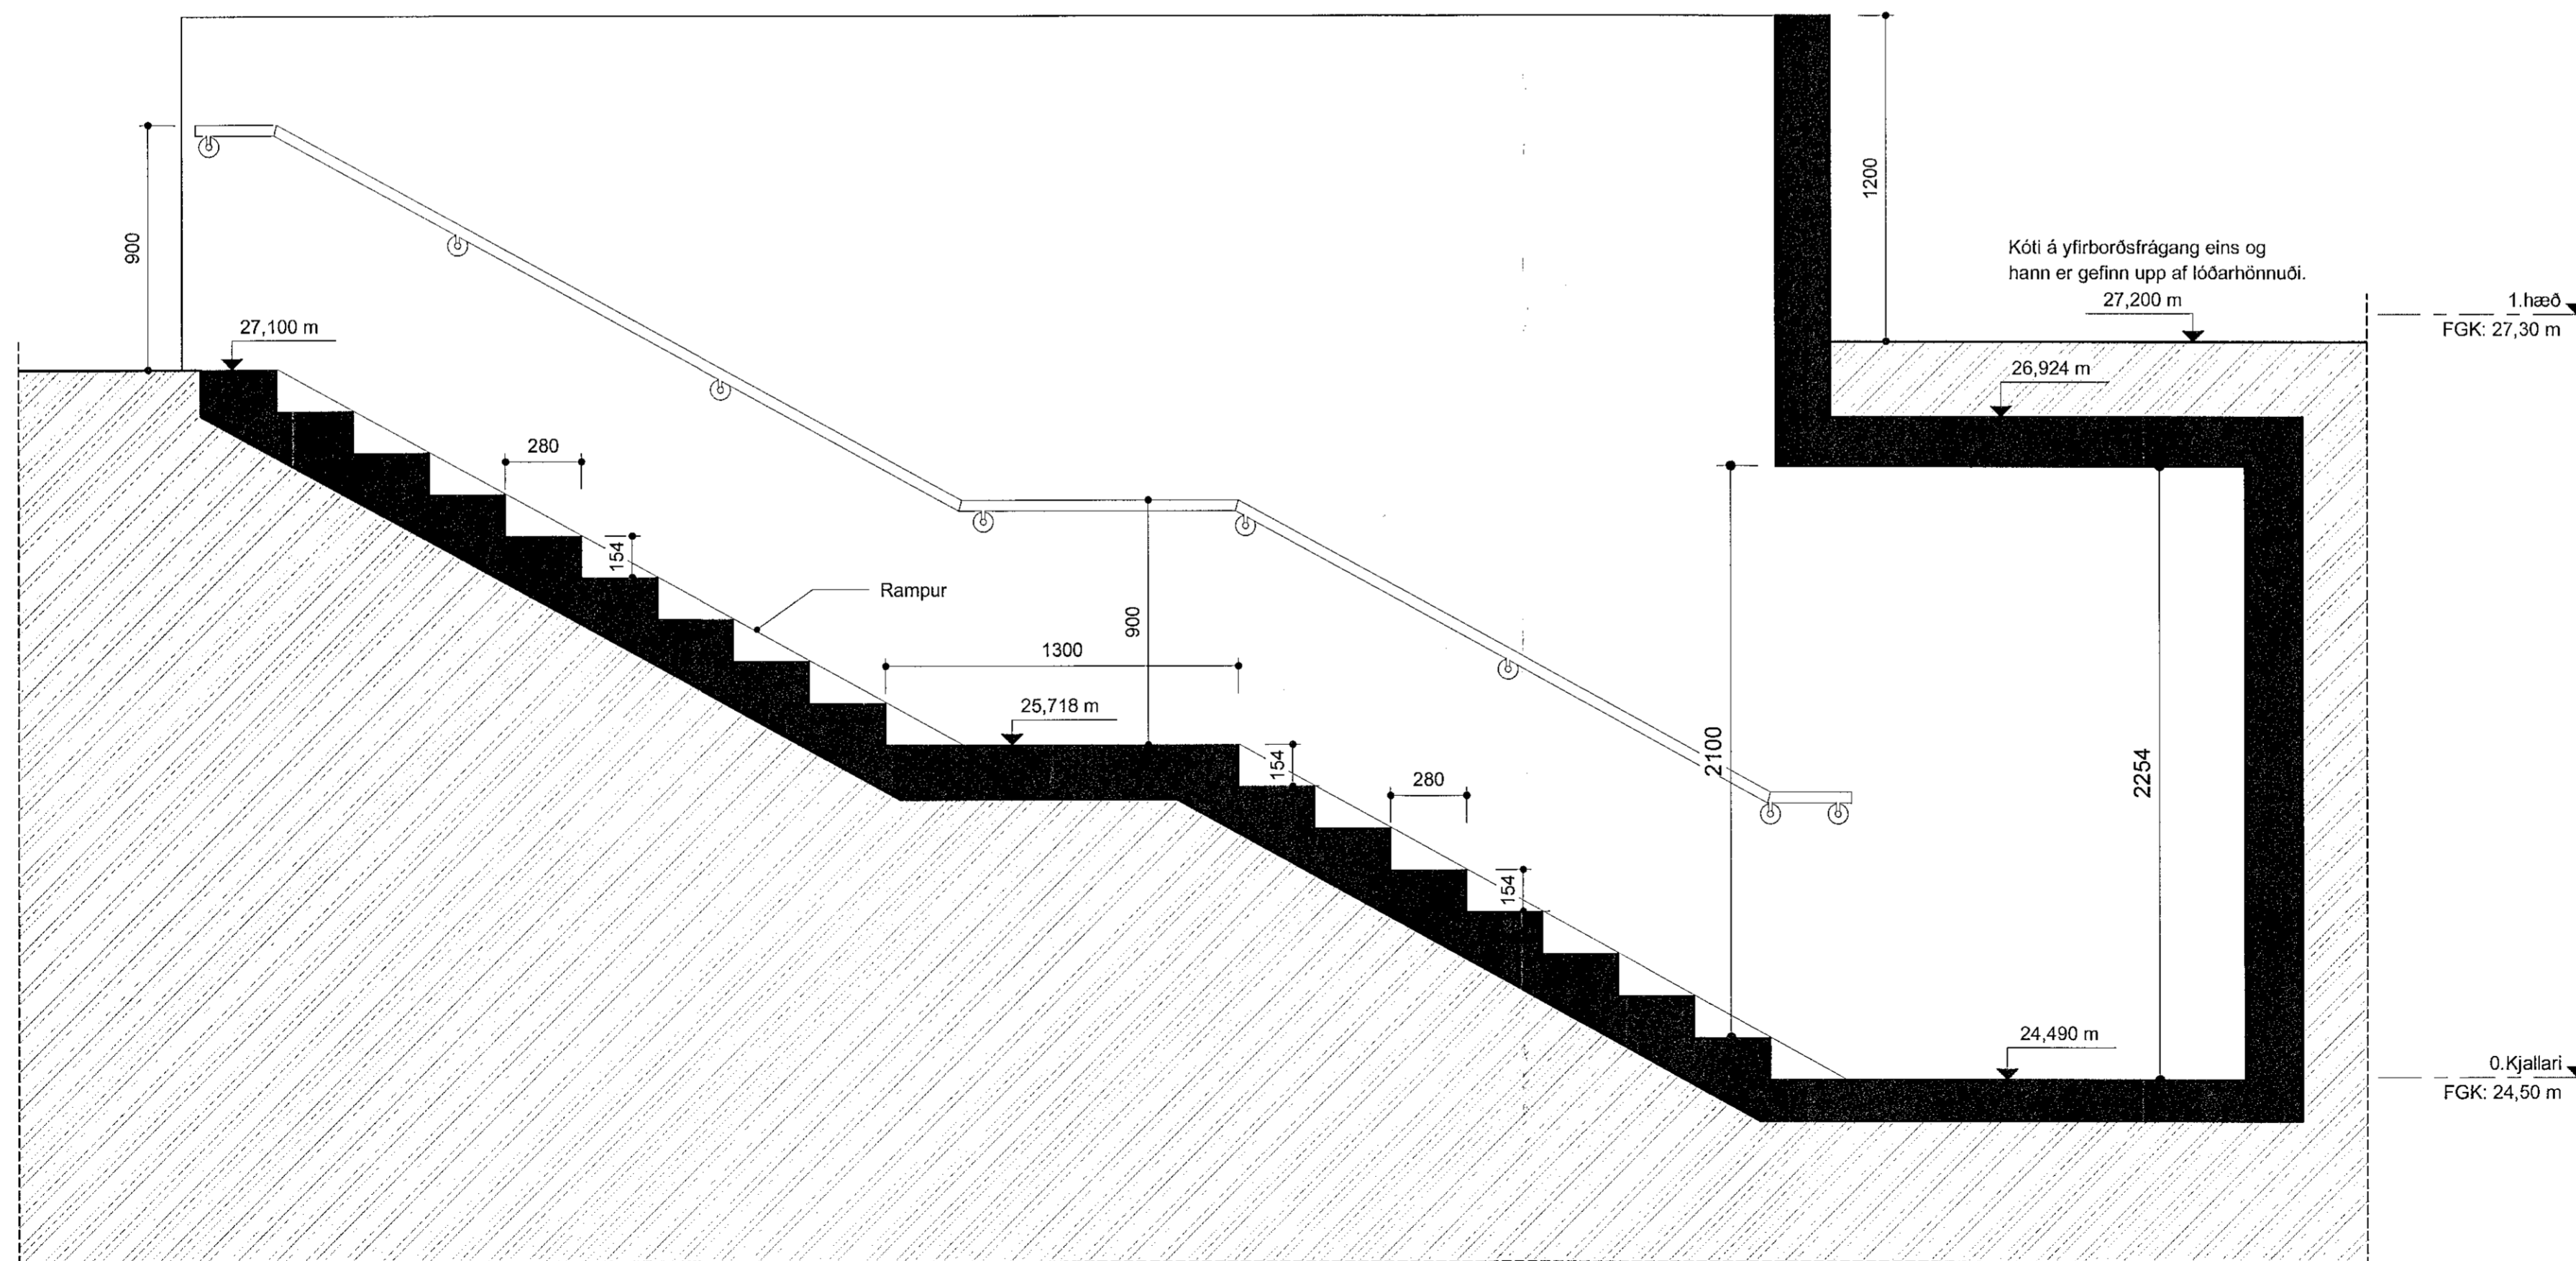 1200
900
Kóti á yfirborðsfrágang eins og
hann er gefinn upp af lóðarhönnuði.
27,200 m
1.hæð
FGK: 27,30 m
27,100 m
26,924 m
280
154
Rampur
900
1300
25,718 m
154
280
2100
2254
154
24,490 m
0.Kjallari
FGK: 24,50 m